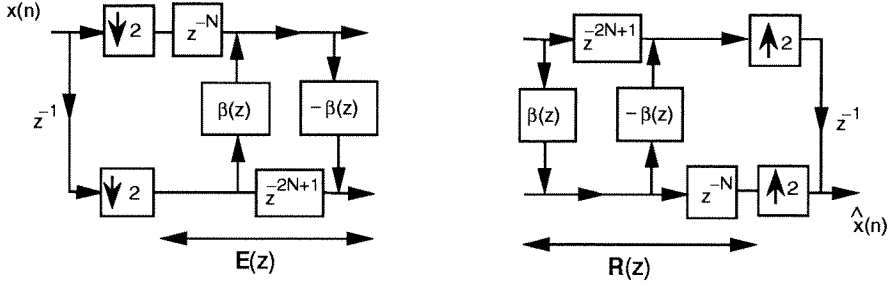 x(n)
↓2
z^{-N}
β(z)
-β(z)
z^{-1}
↓2
z^{-2N+1}
E(z)
z^{-2N+1}
↑2
β(z)
-β(z)
z^{-1}
z^{-N}
↑2
x̂(n)
R(z)